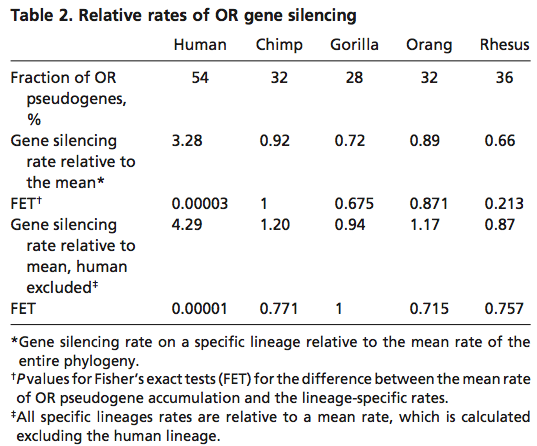 Table 2. Relative rates of OR gene silencing
Human Chimp Gorilla Orang Rhesus
Fraction of OR 54 32 28 32 36
pseudogenes,
%
Gene silencing 3.28 0.92 0.72 0.89 0.66
rate relative to
the mean*
FET† 0.00003 1 0.675 0.871 0.213
Gene silencing 4.29 1.20 0.94 1.17 0.87
rate relative to
mean, human
excluded‡
FET 0.00001 0.771 1 0.715 0.757
*Gene silencing rate on a specific lineage relative to the mean rate of the
entire phylogeny.
†Pvalues for Fisher's exact tests (FET) for the difference between the mean rate
of OR pseudogene accumulation and the lineage-specific rates.
‡All specific lineages rates are relative to a mean rate, which is calculated
excluding the human lineage.